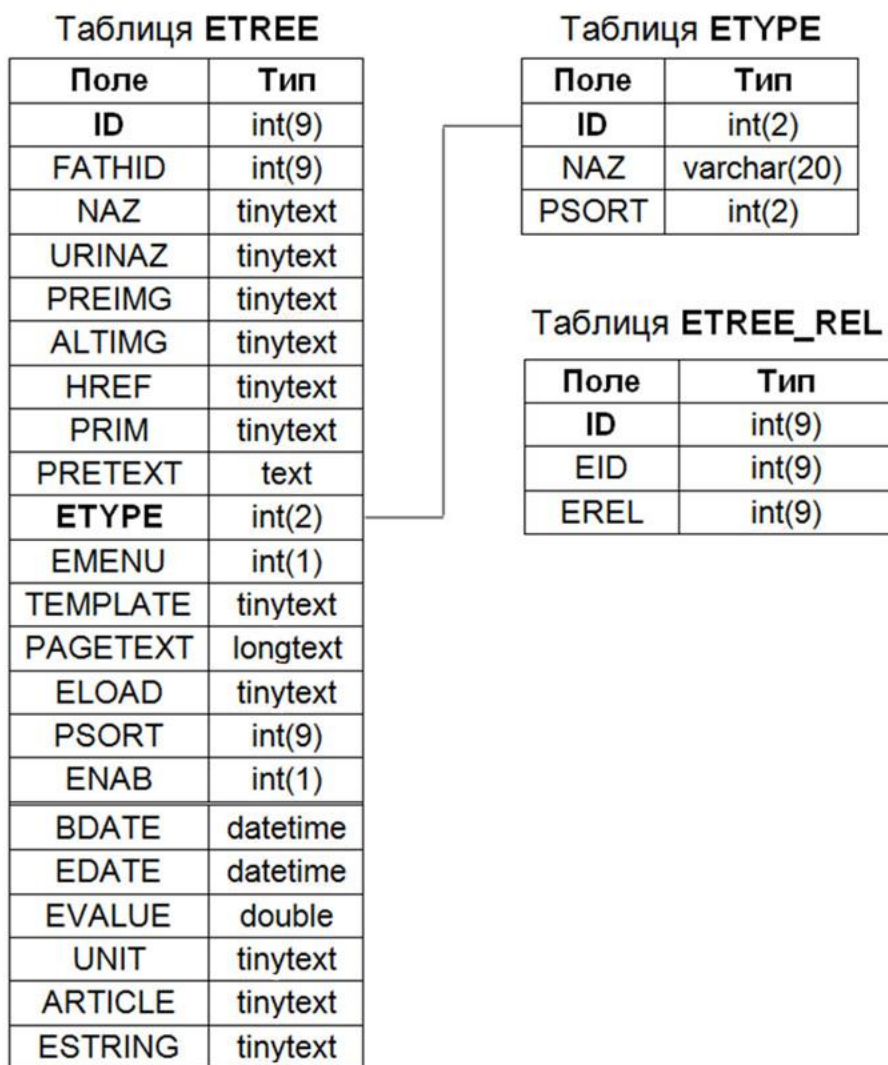 Таблиця ETREE
Поле Тип
ID int(9)
FATHID int(9)
NAZ tinytext
URINAZ tinytext
PREIMG tinytext
ALTIMG tinytext
HREF tinytext
PRIM tinytext
PRETEXT text
ETYPE int(2)
EMENU int(1)
TEMPLATE tinytext
PAGETEXT longtext
ELOAD tinytext
PSORT int(9)
ENAB int(1)
BDATE datetime
EDATE datetime
EVALUE double
UNIT tinytext
ARTICLE tinytext
ESTRING tinytext
Таблиця ETYPE
Поле Тип
ID int(2)
NAZ varchar(20)
PSORT int(2)
Таблиця ETREE_REL
Поле Тип
ID int(9)
EID int(9)
EREL int(9)